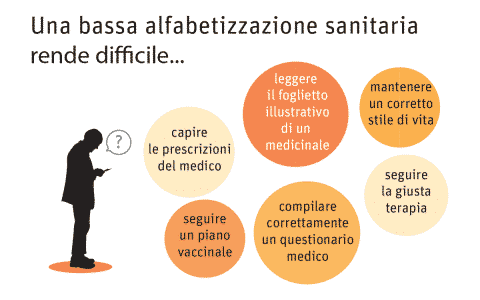 Una bassa alfabetizzazione sanitaria
rende difficile...
?
capire
le prescrizioni
del medico
leggere
il foglietto
illustrativo
di un
medicinale
mantenere
un corretto
stile di vita
seguire
un piano
vaccinale
compilare
correttamente
un questionario
medico
seguire
la giusta
terapia